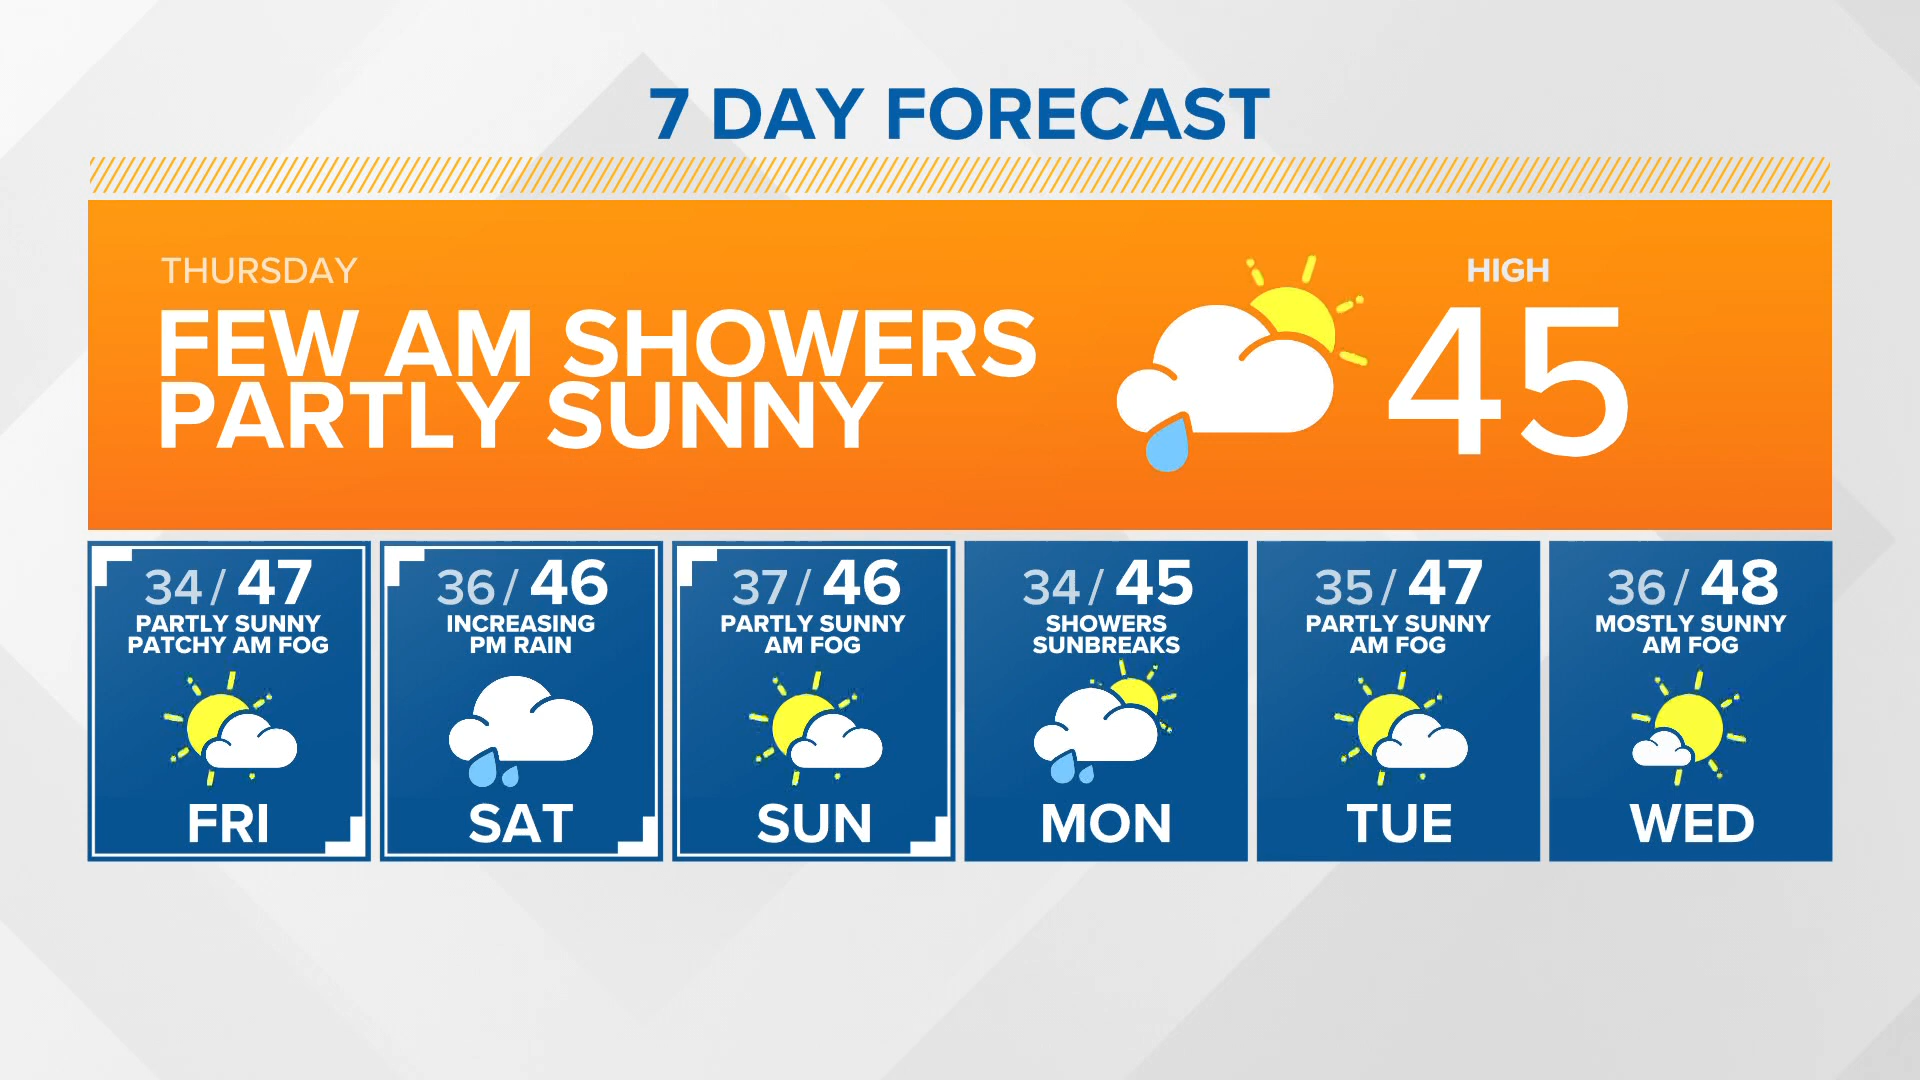 7 DAY FORECAST
THURSDAY
FEW AM SHOWERS
PARTLY SUNNY
HIGH
45
34 / 47
PARTLY SUNNY
PATCHY AM FOG
FRI
36 / 46
INCREASING
PM RAIN
SAT
37 / 46
PARTLY SUNNY
AM FOG
SUN
34 / 45
SHOWERS
SUNBREAKS
MON
35 / 47
PARTLY SUNNY
AM FOG
TUE
36 / 48
MOSTLY SUNNY
AM FOG
WED